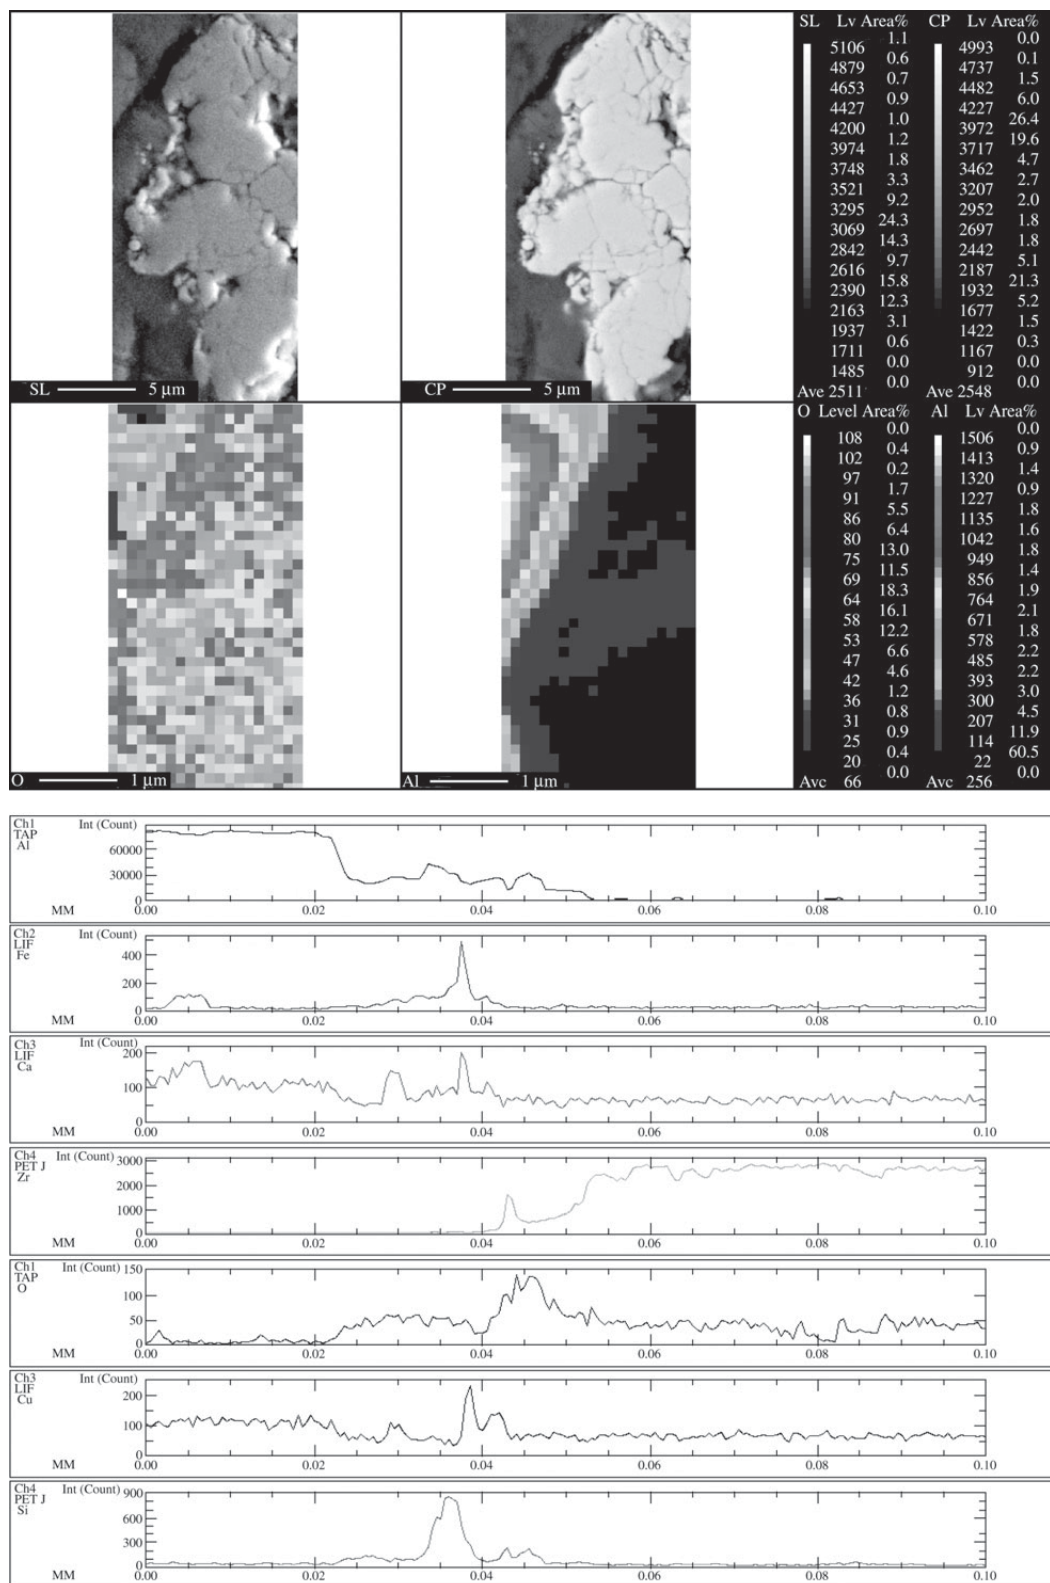 SL Lv Area% CP Lv Area%
1.1 0.0
5106 4993
0.6 0.1
4879 4737
0.7 1.5
4653 4482
0.9 6.0
4427 4227
1.0 26.4
4200 3972
1.2 19.6
3974 3717
1.8 4.7
3748 3462
3.3 2.7
3521 3207
9.2 2.0
3295 2952
24.3 1.8
3069 2697
14.3 1.8
2842 2442
9.7 5.1
2616 2187
15.8 21.3
2390 1932
12.3 5.2
2163 1677
3.1 1.5
1937 1422
0.6 0.3
1711 1167
0.0 0.0
1485 912
0.0 0.0
Ave 2511 Ave 2548
SL 5 μm CP 5 μm
O Level Area% Al Lv Area%
0.0 0.0
108 1506
0.4 0.9
102 1413
0.2 1.4
97 1320
1.7 0.9
91 1227
5.5 1.8
86 1135
6.4 1.6
80 1042
13.0 1.8
75 949
11.5 1.4
69 856
18.3 1.9
64 764
16.1 2.1
58 671
12.2 1.8
53 578
6.6 2.2
47 485
4.6 2.2
42 393
1.2 3.0
36 300
0.8 4.5
31 207
0.9 11.9
25 114
0.4 60.5
20 22
0.0 0.0
Avc 66 Avc 256
O 1 μm Al 1 μm
Ch1 Int (Count)
TAP
Al
60000
30000
0
MM 0.00 0.02 0.04 0.06 0.08 0.10
Ch2 Int (Count)
LIF
Fe
400
200
0
MM 0.00 0.02 0.04 0.06 0.08 0.10
Ch3 Int (Count)
LIF
Ca
200
100
0
MM 0.00 0.02 0.04 0.06 0.08 0.10
Ch4 Int (Count) 3000
PET J
Zr
2000
1000
0
MM 0.00 0.02 0.04 0.06 0.08 0.10
Ch1 Int (Count) 150
TAP
O
100
50
0
MM 0.00 0.02 0.04 0.06 0.08 0.10
Ch3 Int (Count)
LIF
Cu
200
100
0
MM 0.00 0.02 0.04 0.06 0.08 0.10
Ch4 Int (Count) 900
PET J
Si
600
300
0
MM 0.00 0.02 0.04 0.06 0.08 0.10